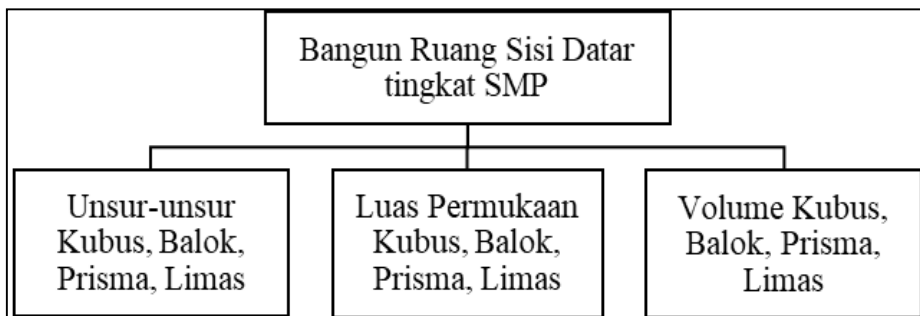 Bangun Ruang Sisi Datar
tingkat SMP
Unsur-unsur
Kubus, Balok,
Prisma, Limas
Luas Permukaan
Kubus, Balok,
Prisma, Limas
Volume Kubus,
Balok, Prisma,
Limas